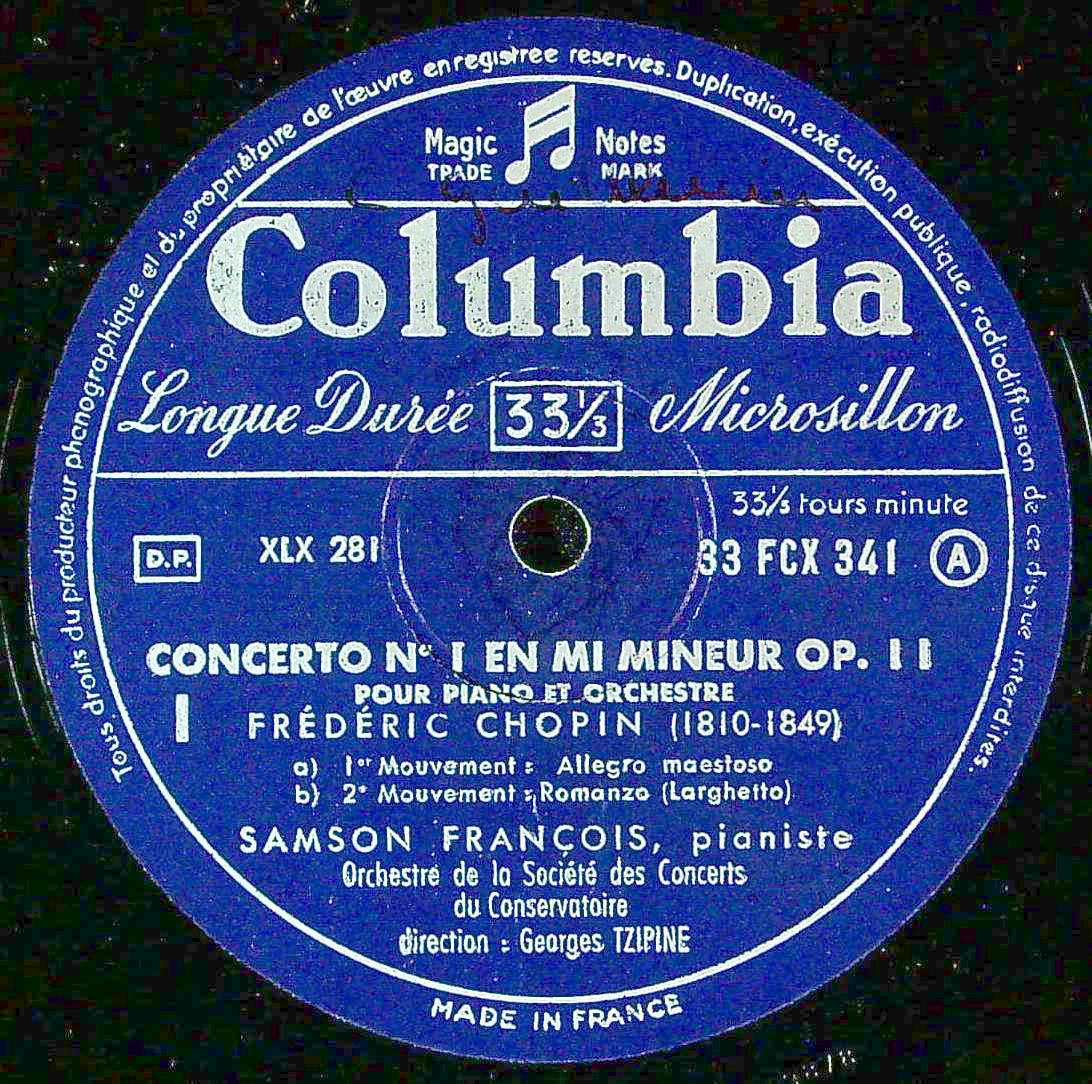 Tous droits du producteur phonographique et du propriétaire de l'œuvre enregistrée réservés. Duplication, exécution publique, radiodiffusion de ce disque interdires.
Magic Notes
TRADE MARK
Columbia
Longue Durée 33⅓ Microsillon
33⅓ tours minute
D.P. XLX 281 33 FCX 341 A
CONCERTO N° 1 EN MI MINEUR OP. 11
POUR PIANO ET ORCHESTRE
1 FRÉDÉRIC CHOPIN (1810-1849)
a) 1er Mouvement : Allegro maestoso
b) 2e Mouvement : Romanzo (Larghetto)
SAMSON FRANÇOIS, pianiste
Orchestre de la Société des Concerts
du Conservatoire
direction : Georges TZIPINE
MADE IN FRANCE